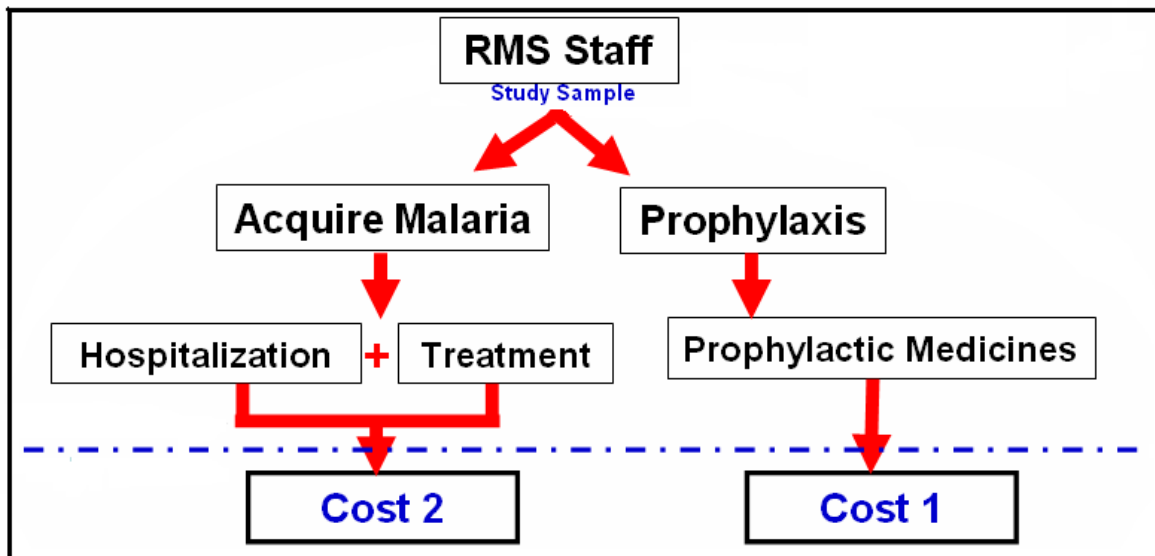 RMS Staff
Study Sample
Acquire Malaria
Prophylaxis
Hospitalization + Treatment
Prophylactic Medicines
Cost 2
Cost 1